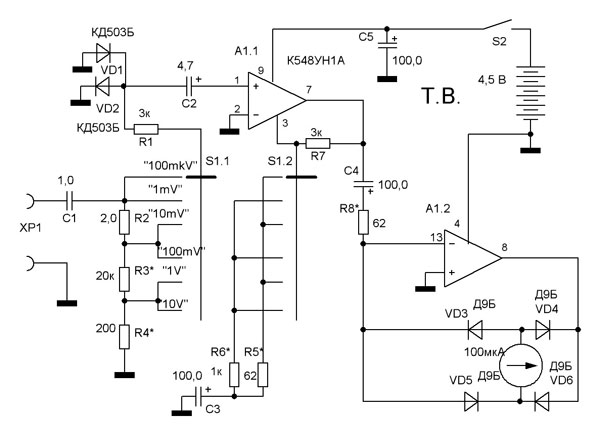 КД503Б
VD1
VD2
КД503Б
4,7
+
C2
3к
R1
A1.1
К548УН1А
1
9
+
7
2
−
3
3к
R7
C5
+
100,0
S2
4,5 В
Т.В.
S1.1
S1.2
"100mkV"
"1mV"
"10mV"
"100mV"
"1V"
"10V"
1,0
C1
XP1
2,0
R2
20к
R3*
200
R4*
C4
+
100,0
R8*
62
A1.2
4
13
−
8
+
R6*
R5*
1к
62
100,0
+
C3
VD3
Д9Б
Д9Б
VD4
100мкА
VD5
Д9Б
Д9Б
VD6